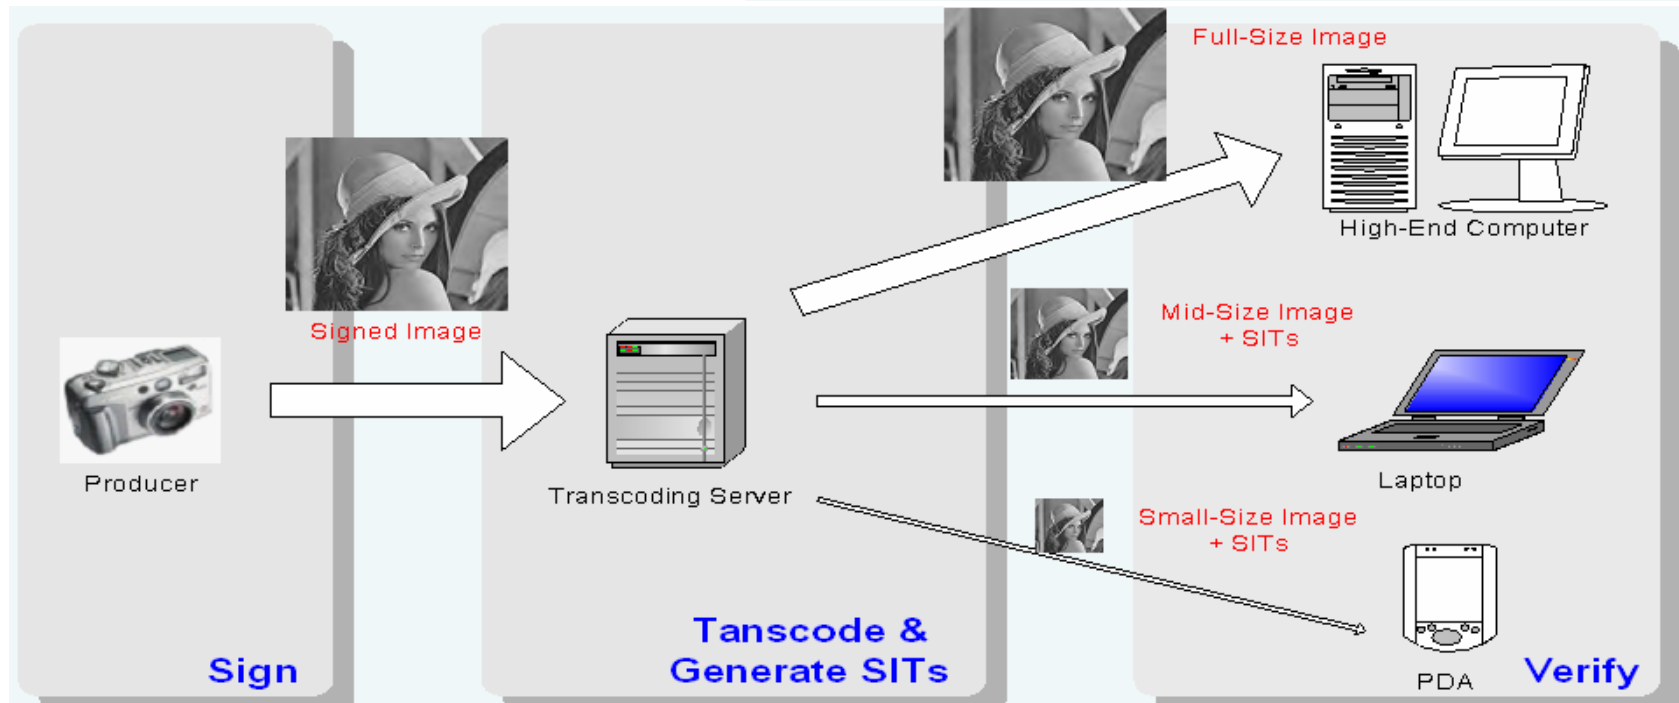 Full-Size Image
High-End Computer
Signed Image
Mid-Size Image
+ SITs
Producer
Transcoding Server
Laptop
Small-Size Image
+ SITs
Sign
Tanscode &
Generate SITs
PDA
Verify